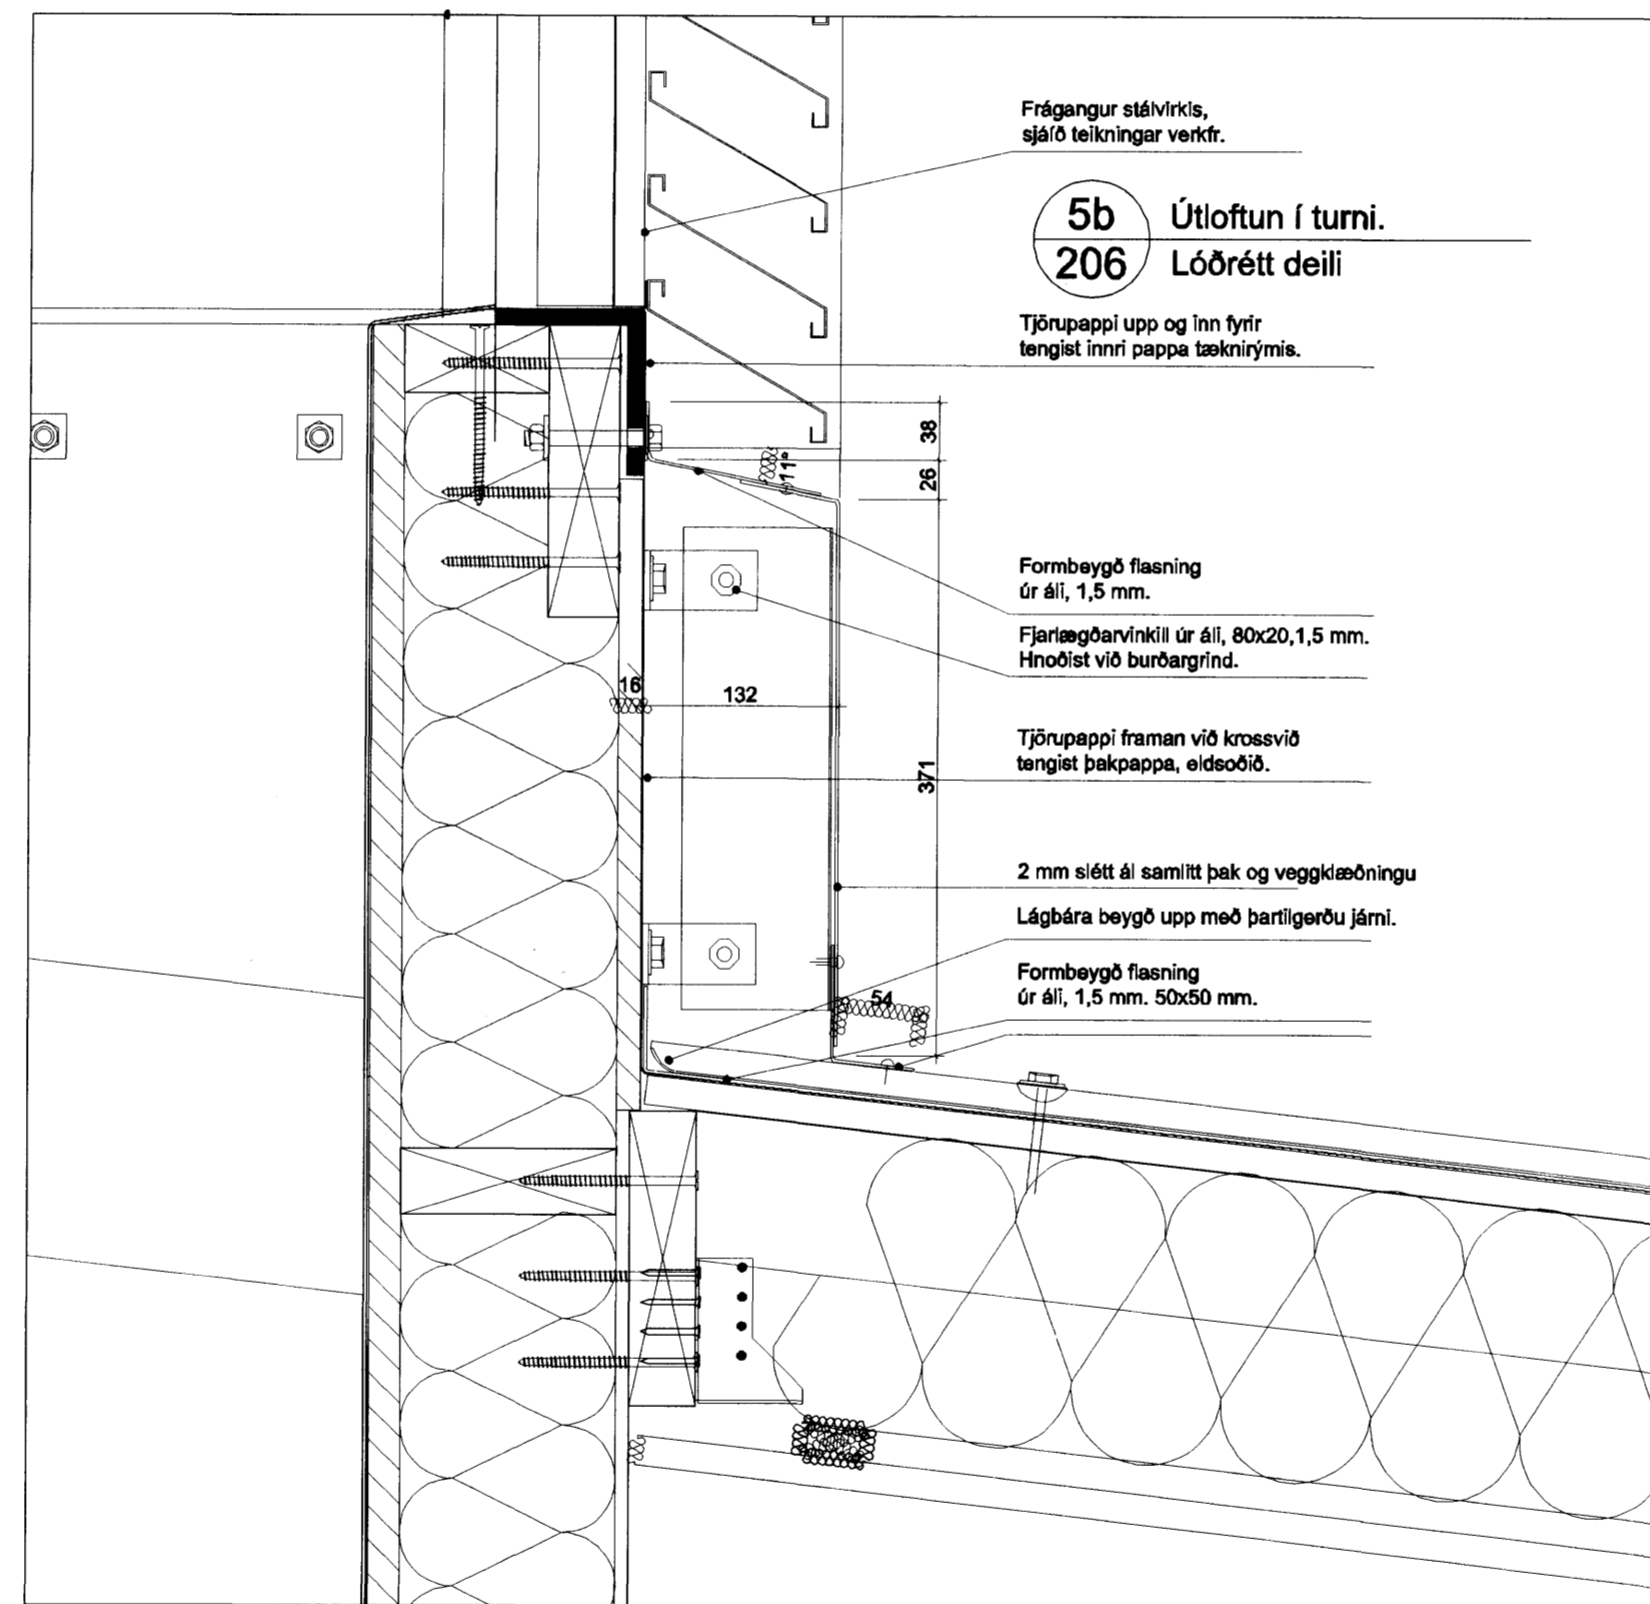 Frágangur stálvirkis,
sjáið teikningar verkfr.
5b
Útloftun í turni.
206
Lóðrétt deili
Tjörupappi upp og inn fyrir
tengist innri pappa tæknirýmis.
38
26
11°
Formbeygð flasning
úr áli, 1,5 mm.
Fjarlægðarvinkill úr áli, 80x20,1,5 mm.
Hnoðist við burðargrind.
16
132
Tjörupappi framan við krossvið
tengist þakpappa, eldsoðið.
371
2 mm slétt ál samlitt þak og veggklæðningu
Lágbára beygð upp með þartilgerðu járni.
Formbeygð flasning
úr áli, 1,5 mm. 50x50 mm.
54